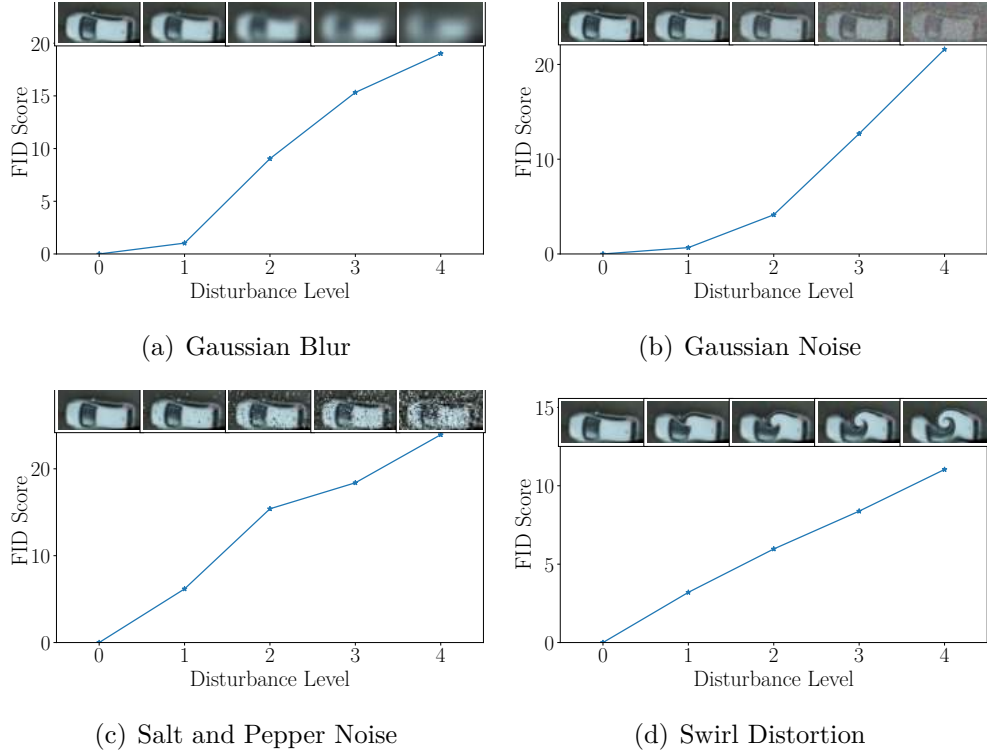 20
15
10
5
0
FID Score
0 1 2 3 4
Disturbance Level
(a) Gaussian Blur
20
10
0
FID Score
0 1 2 3 4
Disturbance Level
(b) Gaussian Noise
20
10
0
FID Score
0 1 2 3 4
Disturbance Level
(c) Salt and Pepper Noise
15
10
5
0
FID Score
0 1 2 3 4
Disturbance Level
(d) Swirl Distortion